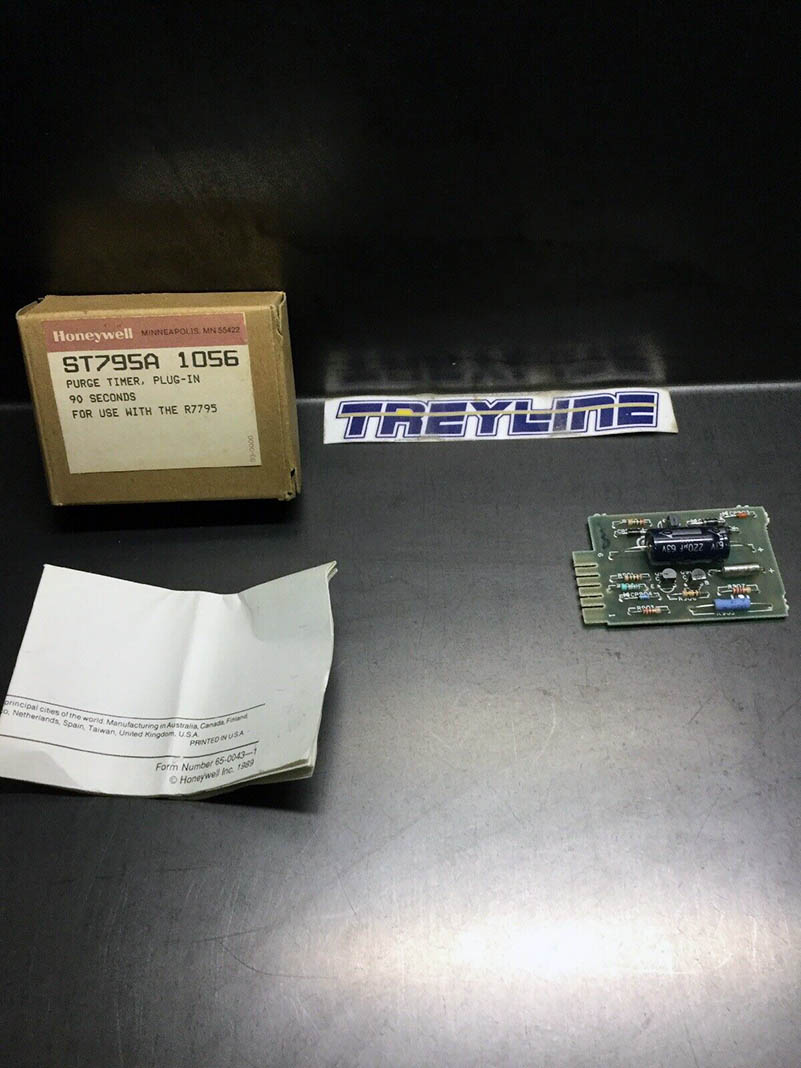 Honeywell MINNEAPOLIS, MN 55422
ST795A 1056
PURGE TIMER, PLUG-IN
90 SECONDS
FOR USE WITH THE R7795
TREYLINE
220µF 63V
principal cities of the world. Manufacturing in Australia, Canada, Finland,
Netherlands, Spain, Taiwan, United Kingdom, U.S.A.
PRINTED IN U.S.A.
Form Number 65-0043—1
© Honeywell Inc. 1989